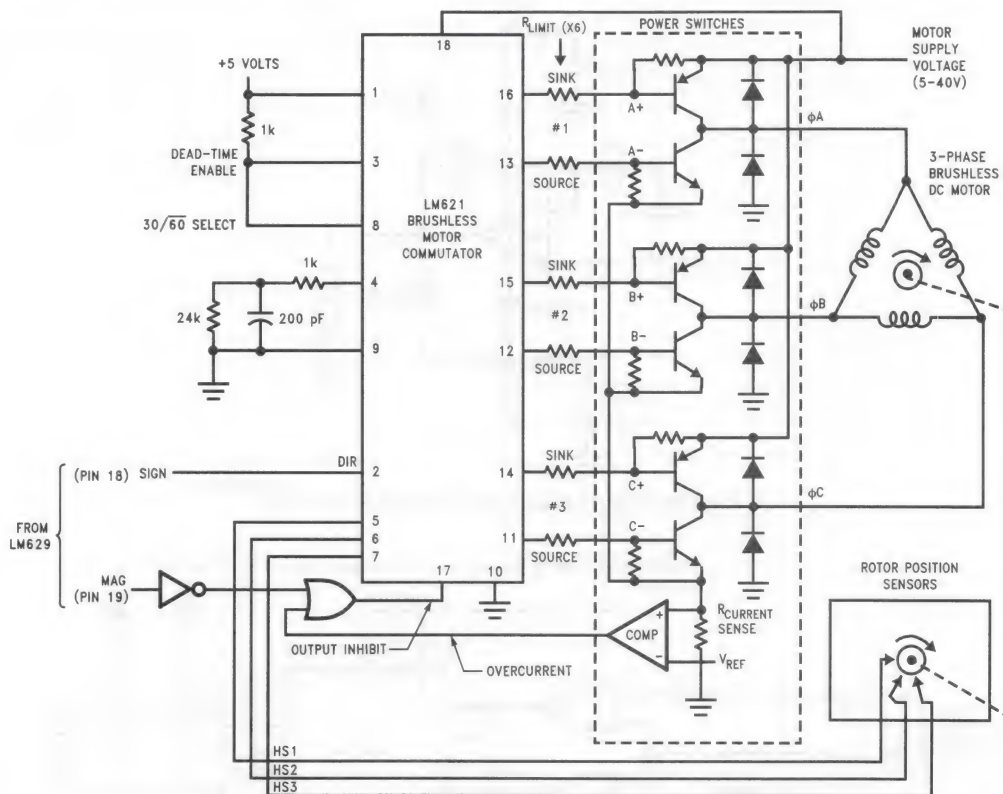 R LIMIT (X6)
POWER SWITCHES
MOTOR
SUPPLY
VOLTAGE
(5-40V)
+5 VOLTS
1k
DEAD-TIME
ENABLE
30/60 SELECT
1k
24k
200 pF
18
1
3
8
4
9
LM621
BRUSHLESS
MOTOR
COMMUTATOR
16
13
15
12
14
11
SINK
#1
SOURCE
SINK
#2
SOURCE
SINK
#3
SOURCE
A+
A-
B+
B-
C+
C-
ϕA
ϕB
ϕC
3-PHASE
BRUSHLESS
DC MOTOR
DIR
2
5
6
7
17
10
(PIN 18) SIGN
FROM
LM629
MAG
(PIN 19)
OUTPUT INHIBIT
OVERCURRENT
COMP
+
-
R CURRENT
SENSE
V REF
ROTOR POSITION
SENSORS
HS1
HS2
HS3